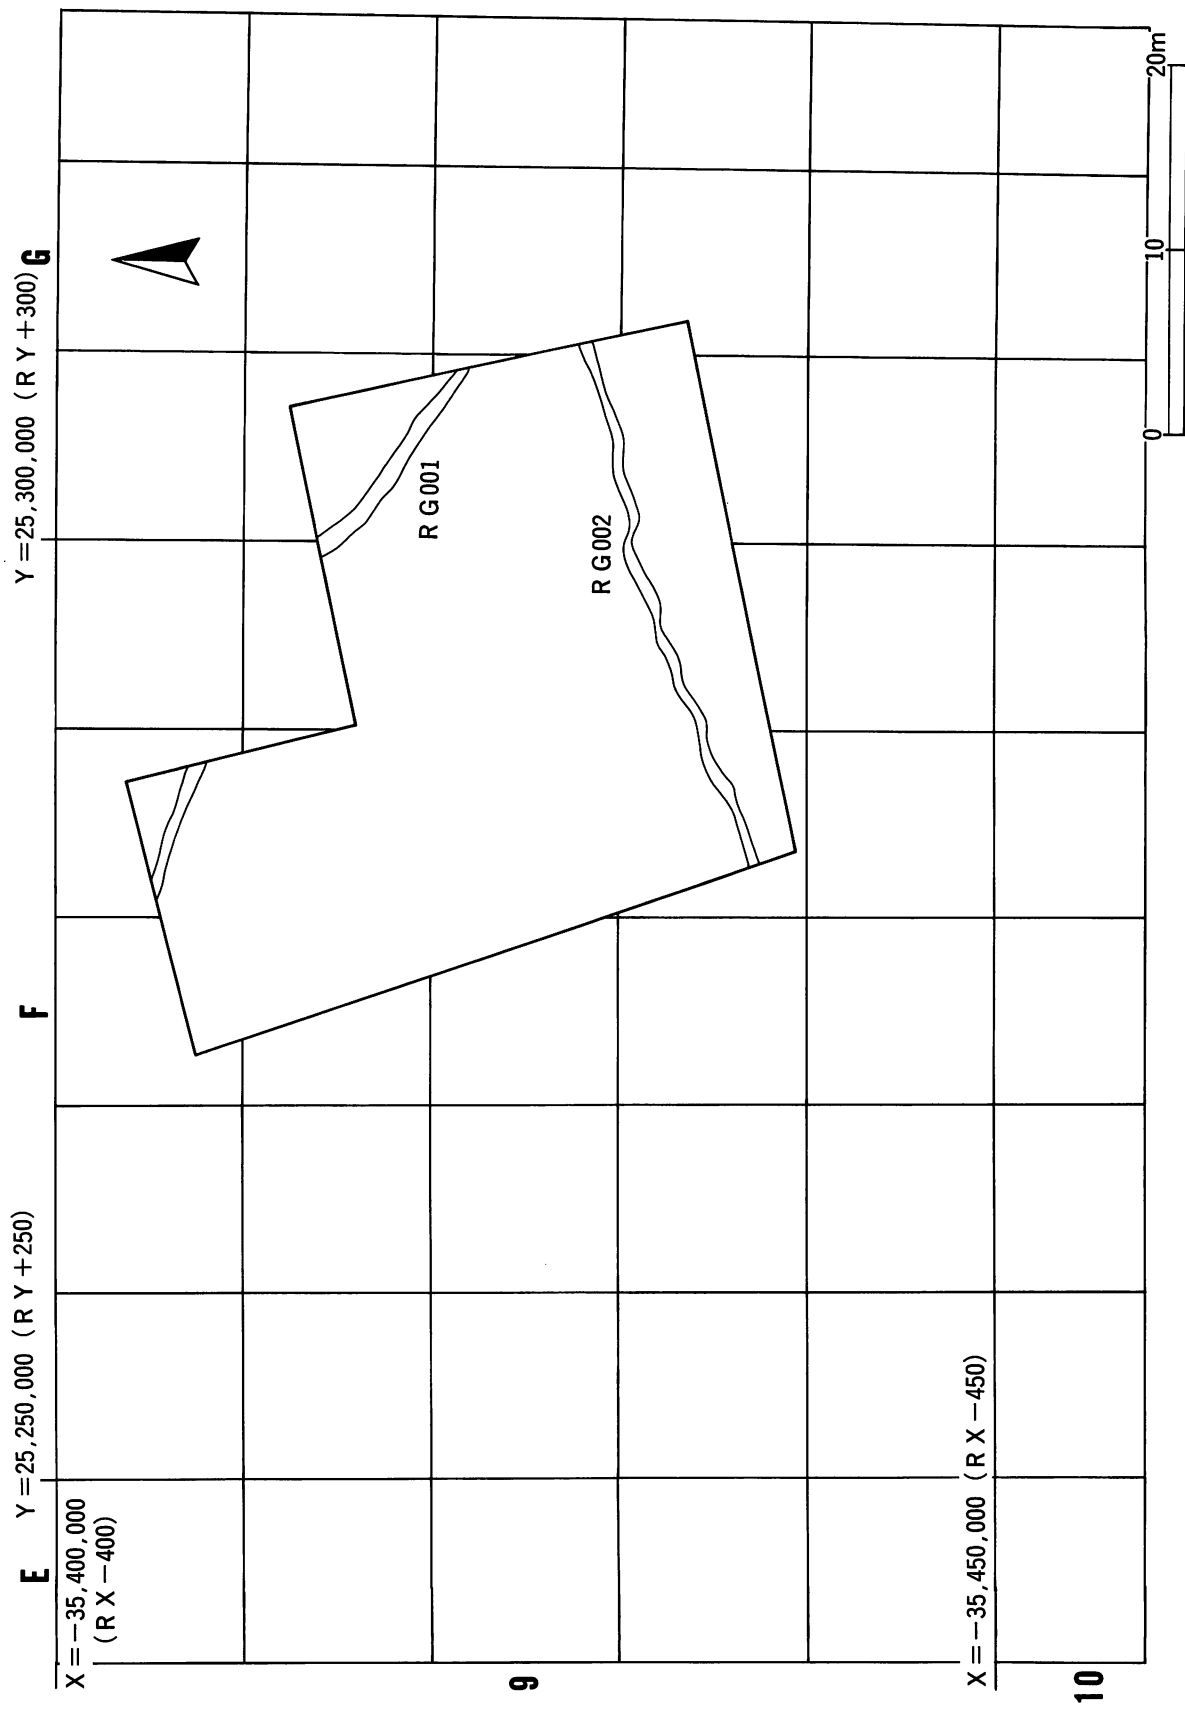 E
Y=25,250,000 (RY+250)
F
Y=25,300,000 (RY+300)
G
X=-35,400,000
(RX-400)
RG001
9
RG002
X=-35,450,000 (RX-450)
10
0 10 20m